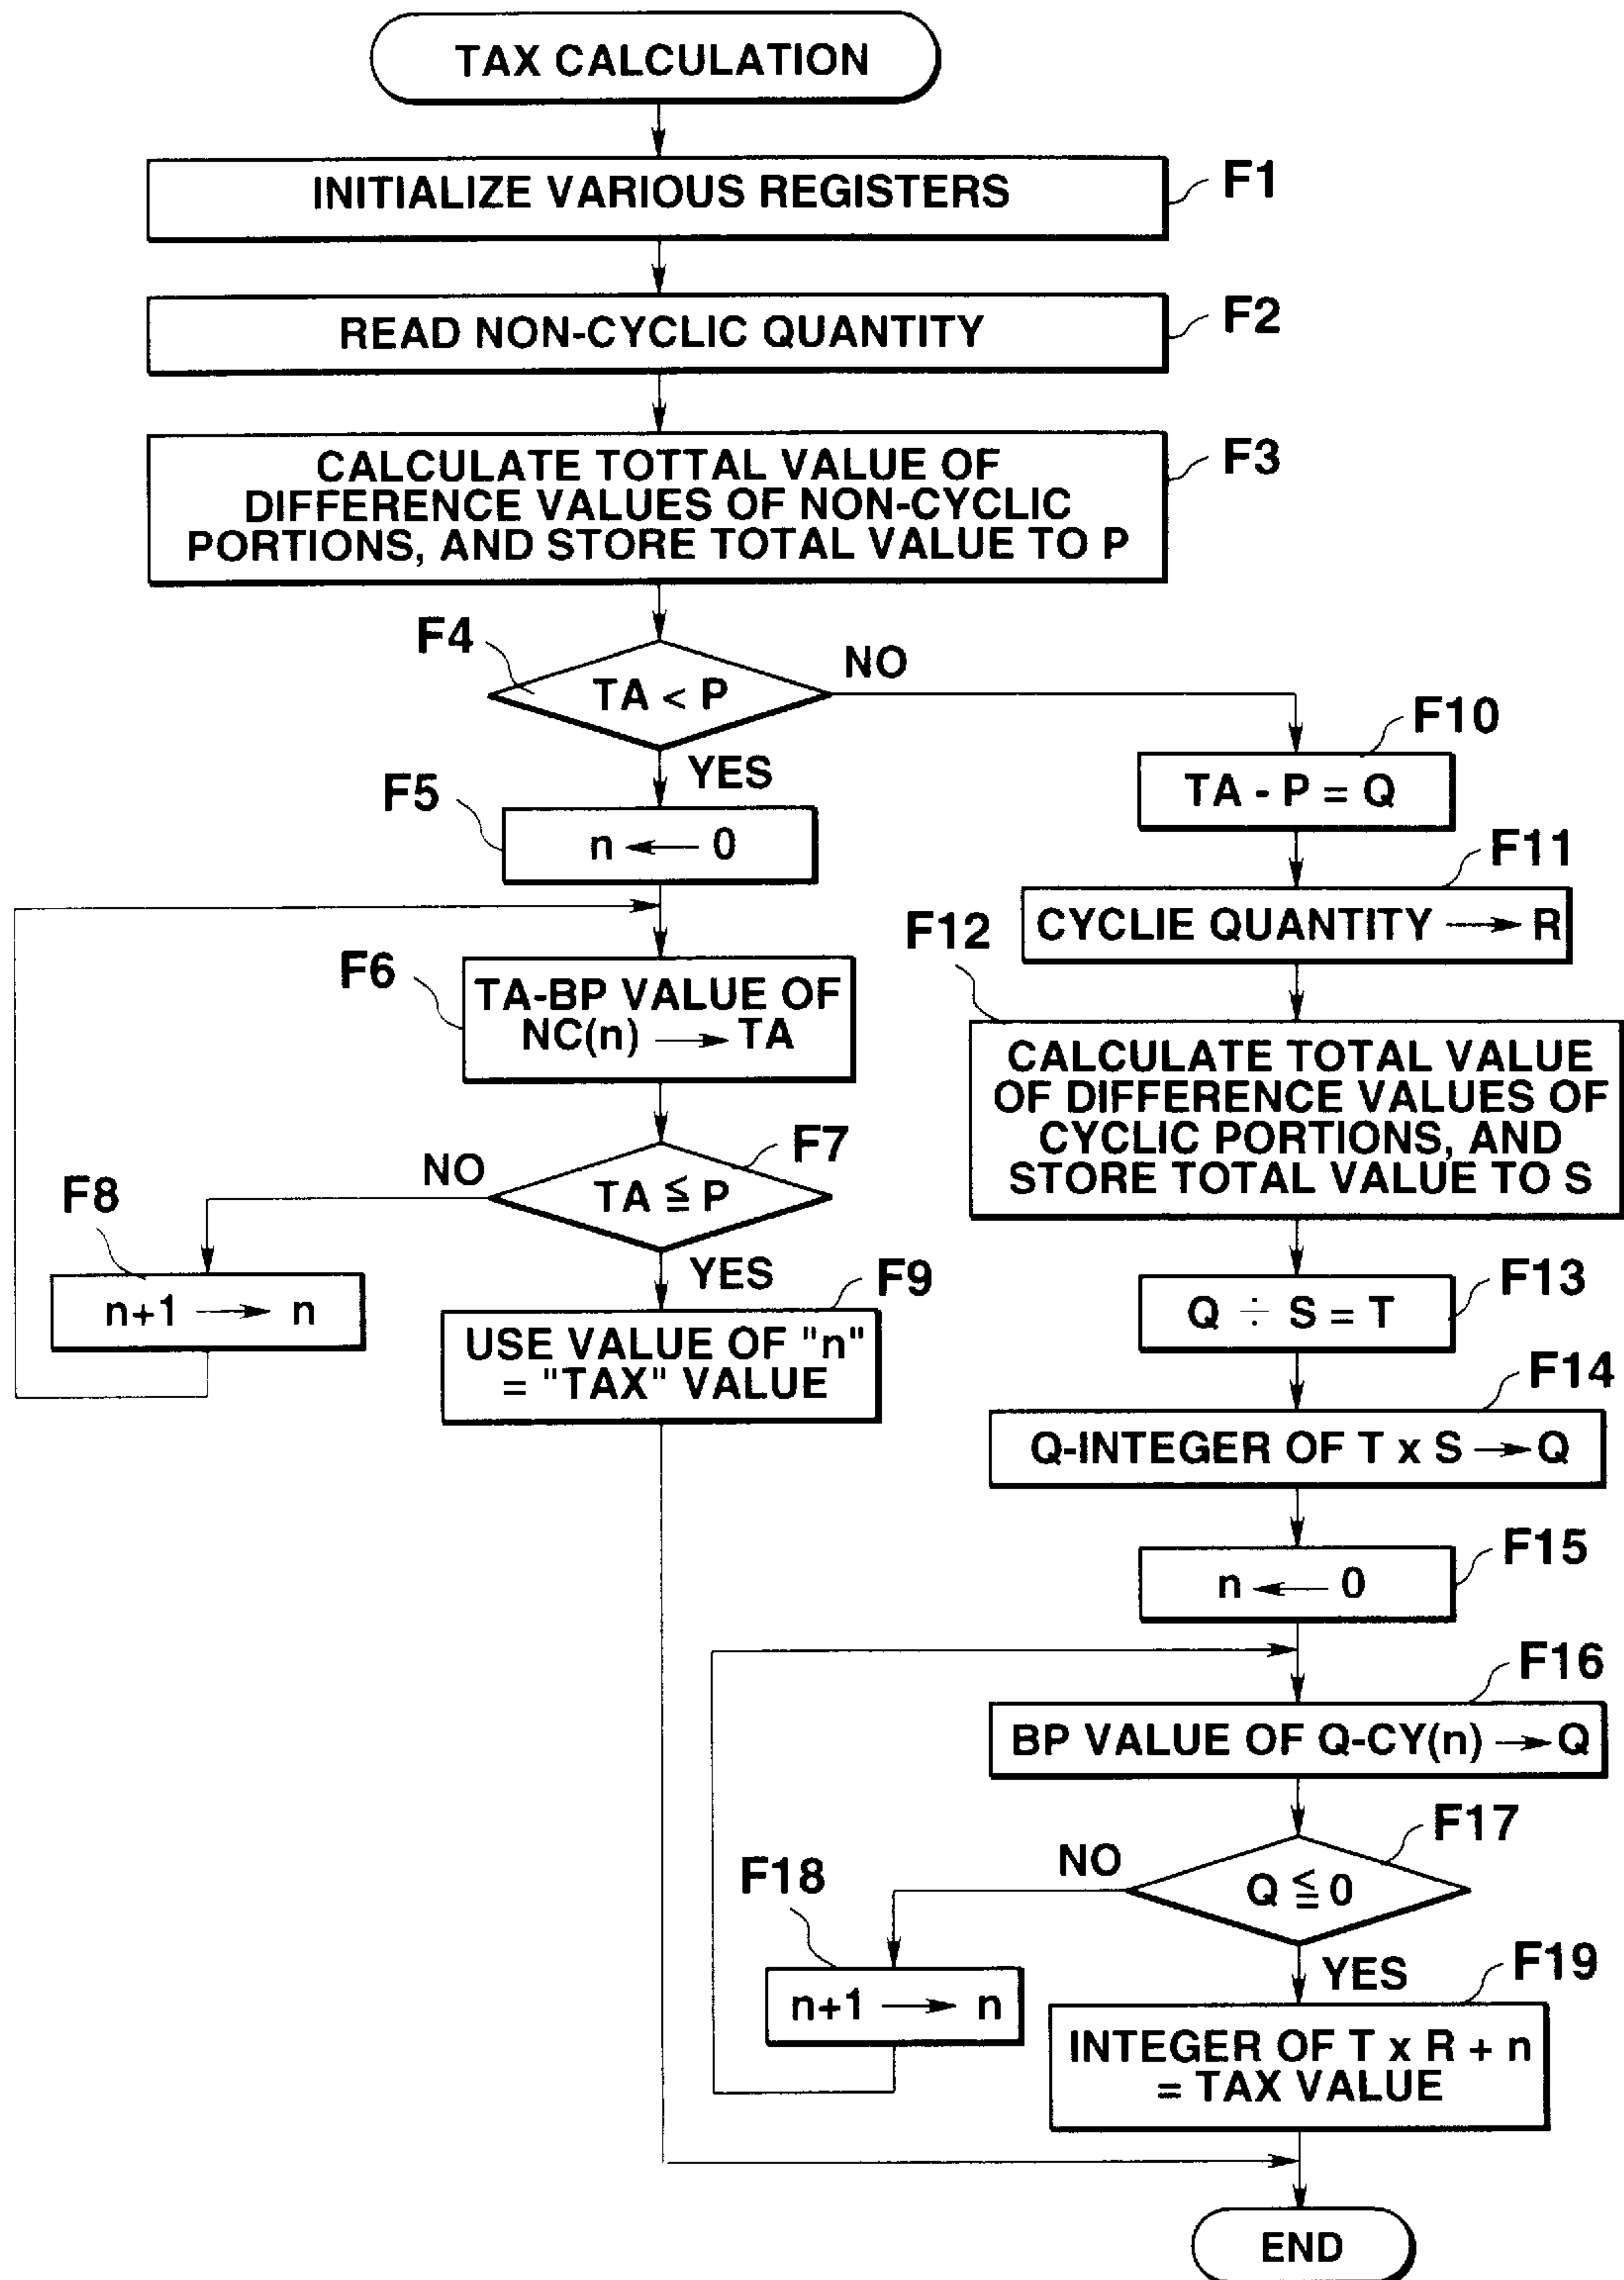 TAX CALCULATION
INITIALIZE VARIOUS REGISTERS
F1
READ NON-CYCLIC QUANTITY
F2
CALCULATE TOTTAL VALUE OF
DIFFERENCE VALUES OF NON-CYCLIC
PORTIONS, AND STORE TOTAL VALUE TO P
F3
F4
TA < P
NO
YES
F5
n ← 0
F6
TA-BP VALUE OF
NC(n) → TA
F7
TA ≦ P
NO
F8
n+1 → n
YES
F9
USE VALUE OF "n"
= "TAX" VALUE
F10
TA - P = Q
F11
CYCLIE QUANTITY → R
F12
CALCULATE TOTAL VALUE
OF DIFFERENCE VALUES OF
CYCLIC PORTIONS, AND
STORE TOTAL VALUE TO S
F13
Q ÷ S = T
F14
Q-INTEGER OF T x S → Q
F15
n ← 0
F16
BP VALUE OF Q-CY(n) → Q
F17
Q ≦ 0
NO
F18
n+1 → n
YES
F19
INTEGER OF T x R + n
= TAX VALUE
END